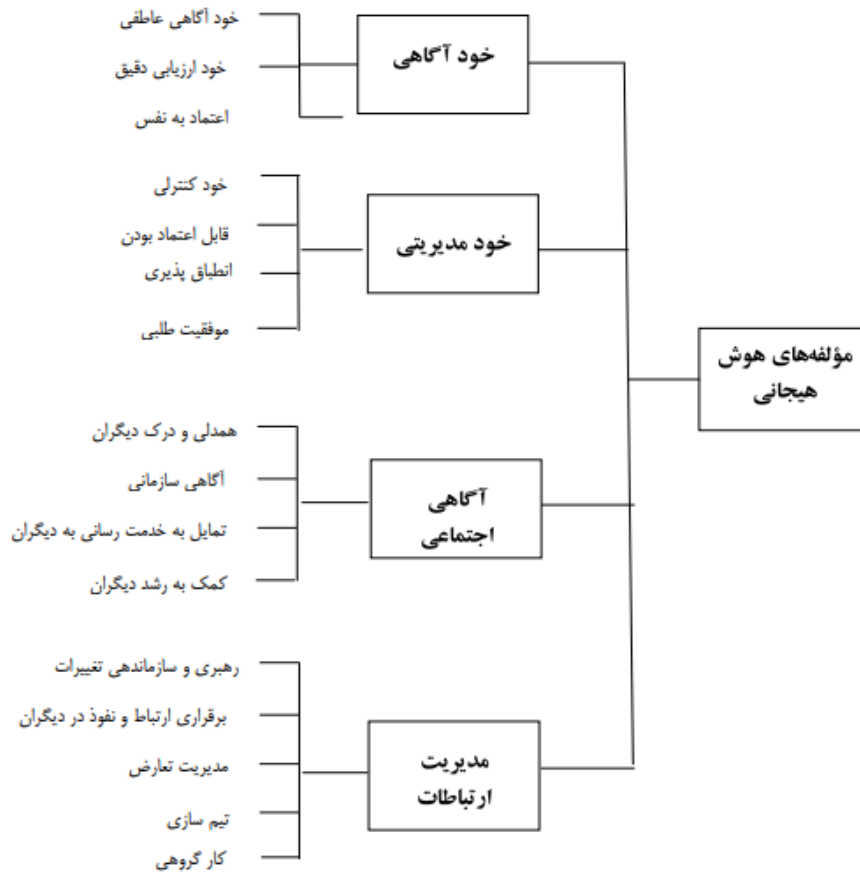 مؤلفه‌های هوش
هیجانی
خود آگاهی
خود آگاهی عاطفی
خود ارزیابی دقیق
اعتماد به نفس
خود مدیریتی
خود کنترلی
قابل اعتماد بودن
انطباق پذیری
موفقیت طلبی
آگاهی
اجتماعی
همدلی و درک دیگران
آگاهی سازمانی
تمایل به خدمت رسانی به دیگران
کمک به رشد دیگران
مدیریت
ارتباطات
رهبری و سازماندهی تغییرات
برقراری ارتباط و نفوذ در دیگران
مدیریت تعارض
تیم سازی
کار گروهی